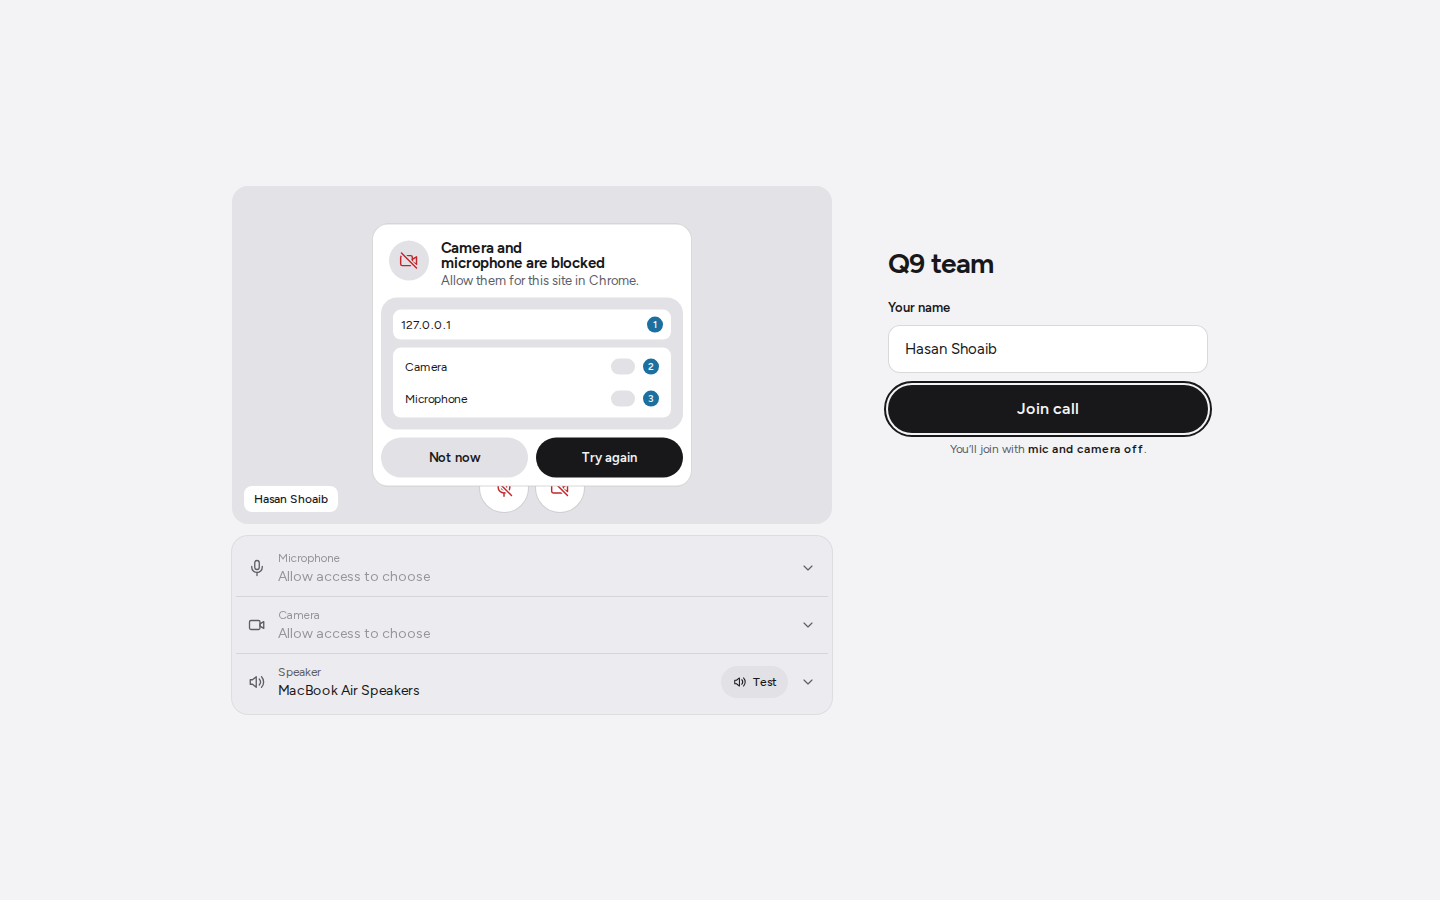 Camera and
microphone are blocked
Allow them for this site in Chrome.
127.0.0.1
1
Camera
2
Microphone
3
Not now
Try again
Hasan Shoaib
Microphone
Allow access to choose
Camera
Allow access to choose
Speaker
MacBook Air Speakers
Test
Q9 team
Your name
Hasan Shoaib
Join call
You'll join with mic and camera off.